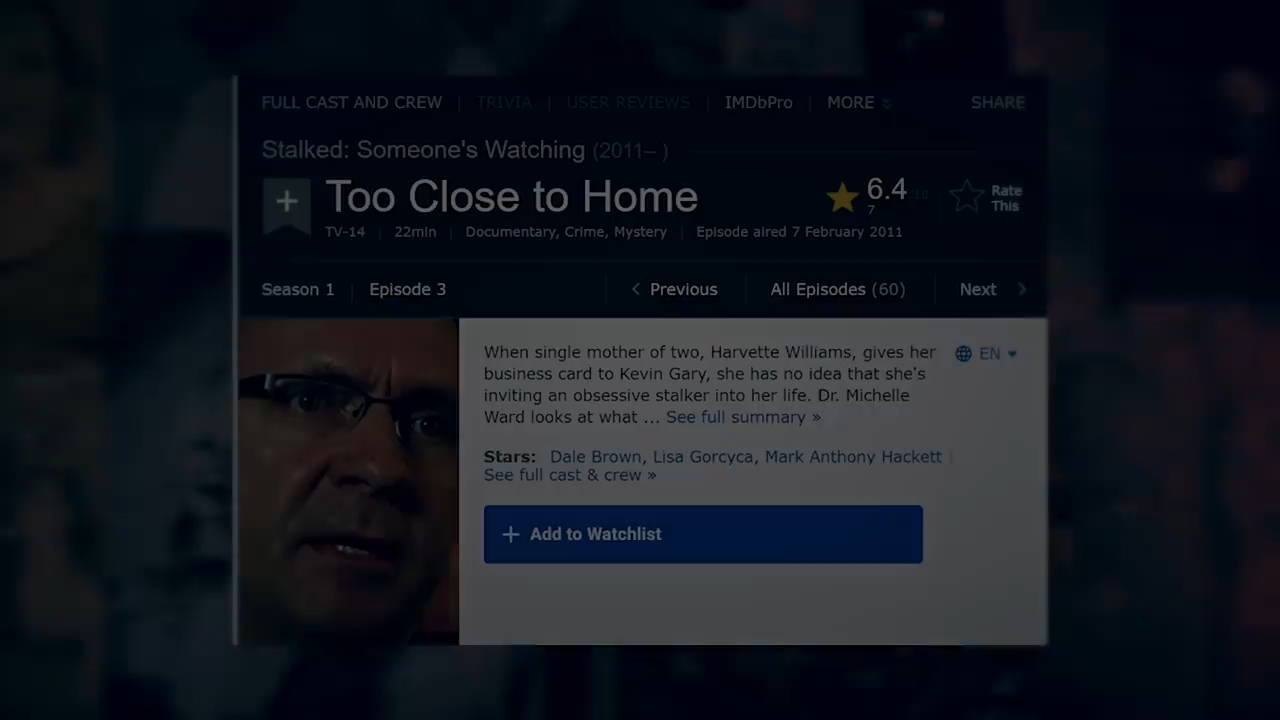 FULL CAST AND CREW | TRIVIA | USER REVIEWS | IMDbPro | MORE SHARE
Stalked: Someone's Watching (2011– )
+ Too Close to Home 6.4/10 Rate This
7
TV-14 | 22min | Documentary, Crime, Mystery | Episode aired 7 February 2011
Season 1 | Episode 3 < Previous All Episodes (60) Next >
When single mother of two, Harvette Williams, gives her EN
business card to Kevin Gary, she has no idea that she's
inviting an obsessive stalker into her life. Dr. Michelle
Ward looks at what ... See full summary »
Stars: Dale Brown, Lisa Gorcyca, Mark Anthony Hackett |
See full cast & crew »
+ Add to Watchlist